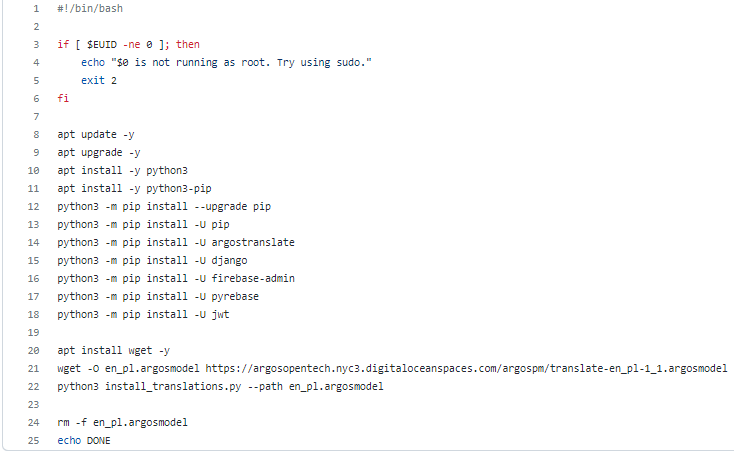 1 #!/bin/bash
2
3 if [ $EUID -ne 0 ]; then
4     echo "$0 is not running as root. Try using sudo."
5     exit 2
6 fi
7
8 apt update -y
9 apt upgrade -y
10 apt install -y python3
11 apt install -y python3-pip
12 python3 -m pip install --upgrade pip
13 python3 -m pip install -U pip
14 python3 -m pip install -U argostranslate
15 python3 -m pip install -U django
16 python3 -m pip install -U firebase-admin
17 python3 -m pip install -U pyrebase
18 python3 -m pip install -U jwt
19
20 apt install wget -y
21 wget -O en_pl.argosmodel https://argosopentech.nyc3.digitaloceanspaces.com/argospm/translate-en_pl-1_1.argosmodel
22 python3 install_translations.py --path en_pl.argosmodel
23
24 rm -f en_pl.argosmodel
25 echo DONE